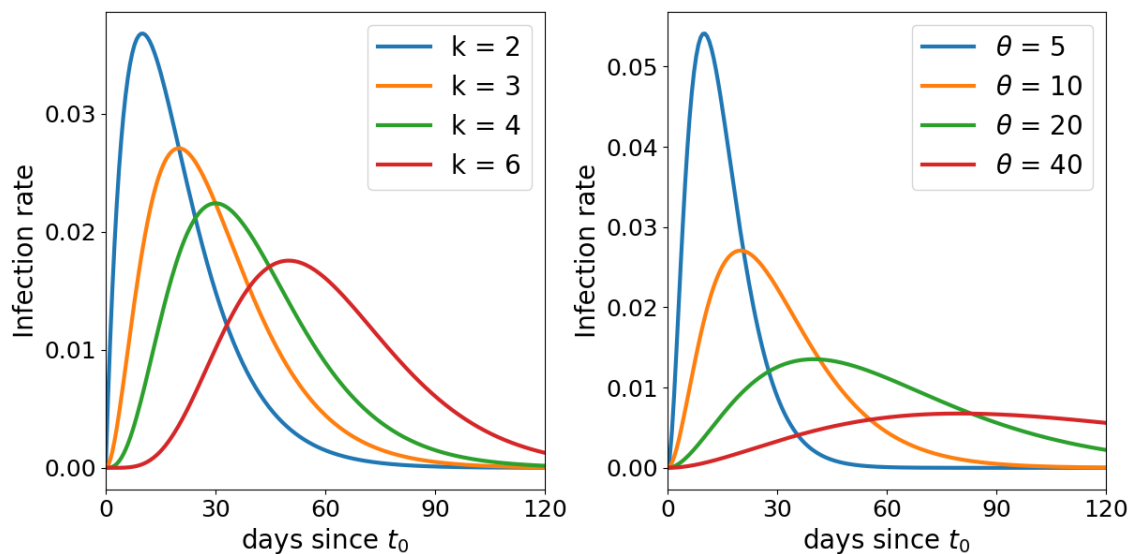 Infection rate
0.03
0.02
0.01
0.00
0
30
60
90
120
days since t₀
k = 2
k = 3
k = 4
k = 6
Infection rate
0.05
0.04
0.03
0.02
0.01
0.00
0
30
60
90
120
days since t₀
θ = 5
θ = 10
θ = 20
θ = 40